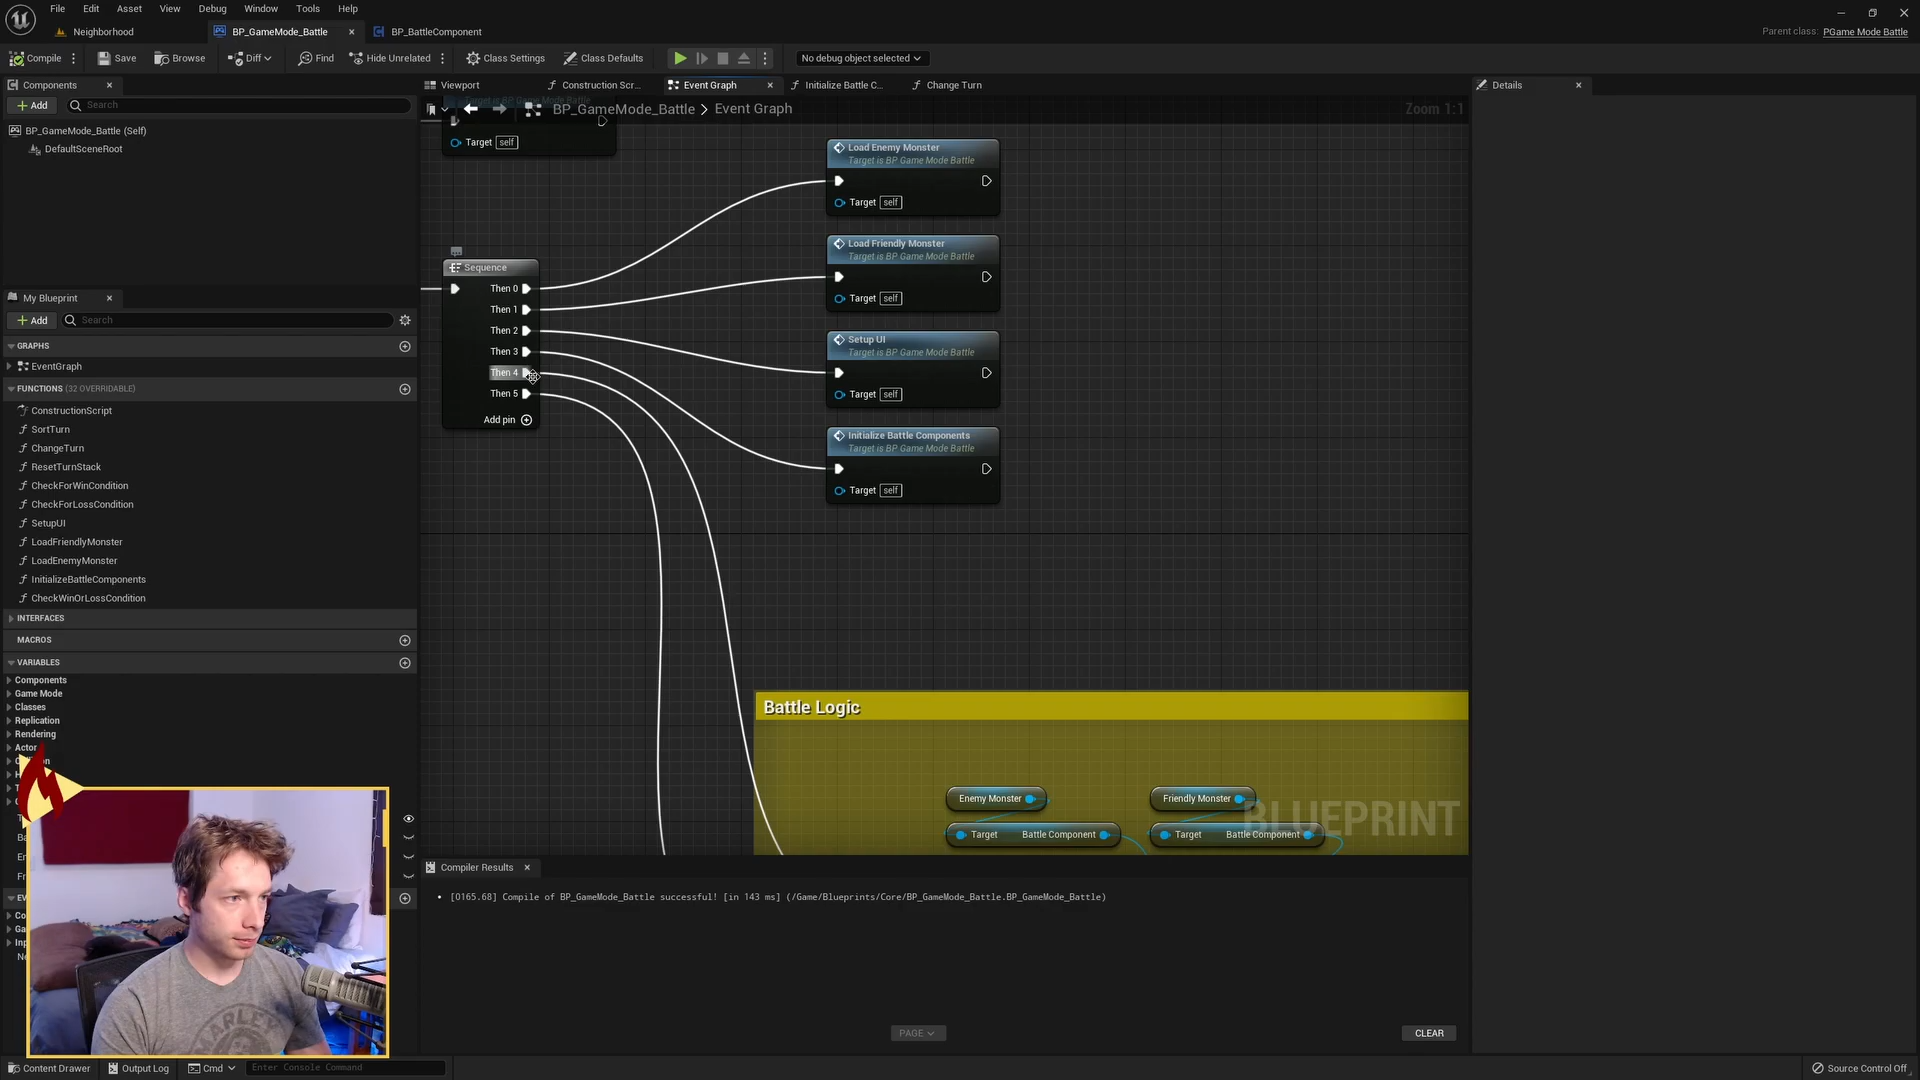 File Edit Asset View Debug Window Tools Help
Neighborhood
BP_GameMode_Battle
BP_BattleComponent
Parent class: PGame Mode Battle
Compile
Save
Browse
Diff
Find
Hide Unrelated
Class Settings
Class Defaults
No debug object selected
Components
Add
Search
BP_GameMode_Battle (Self)
DefaultSceneRoot
My Blueprint
Add
Search
GRAPHS
EventGraph
FUNCTIONS (32 OVERRIDABLE)
ConstructionScript
SortTurn
ChangeTurn
ResetTurnStack
CheckForWinCondition
CheckForLossCondition
SetupUI
LoadFriendlyMonster
LoadEnemyMonster
InitializeBattleComponents
CheckWinOrLossCondition
INTERFACES
MACROS
VARIABLES
Components
Game Mode
Classes
Replication
Rendering
Actor
Viewport
Construction Scr...
Event Graph
Initialize Battle C...
Change Turn
BP_GameMode_Battle > Event Graph
Zoom 1:1
Target self
Sequence
Then 0
Then 1
Then 2
Then 3
Then 4
Then 5
Add pin
Load Enemy Monster
Target is BP Game Mode Battle
Target self
Load Friendly Monster
Target is BP Game Mode Battle
Target self
Setup UI
Target is BP Game Mode Battle
Target self
Initialize Battle Components
Target is BP Game Mode Battle
Target self
Battle Logic
Enemy Monster
Friendly Monster
Target Battle Component
Target Battle Component
BLUEPRINT
Compiler Results
[0165.68] Compile of BP_GameMode_Battle successful! [in 143 ms] (/Game/Blueprints/Core/BP_GameMode_Battle.BP_GameMode_Battle)
PAGE
CLEAR
Details
Content Drawer
Output Log
Cmd
Enter Console Command
Source Control Off